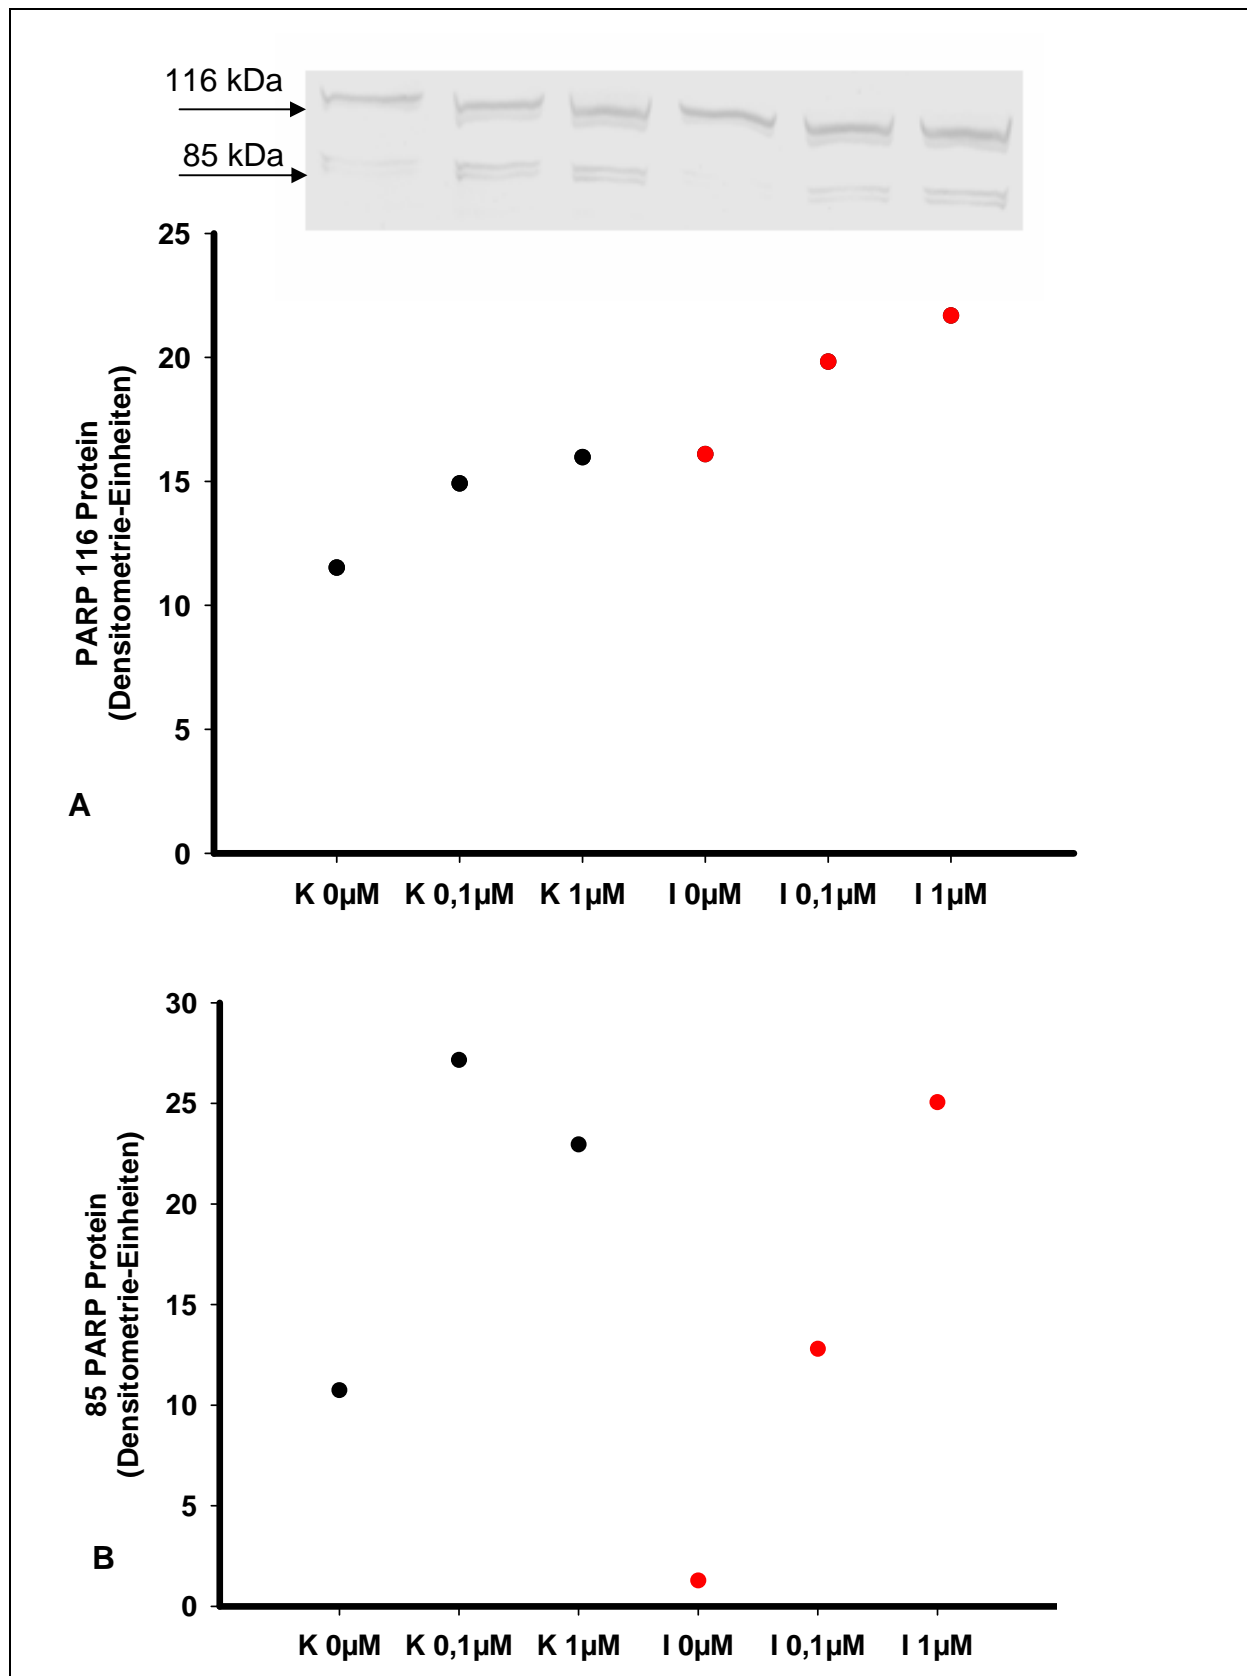 116 kDa
85 kDa
25
20
15
10
5
0
PARP 116 Protein
(Densitometrie-Einheiten)
A
K 0µM K 0,1µM K 1µM I 0µM I 0,1µM I 1µM
30
25
20
15
10
5
0
85 PARP Protein
(Densitometrie-Einheiten)
B
K 0µM K 0,1µM K 1µM I 0µM I 0,1µM I 1µM